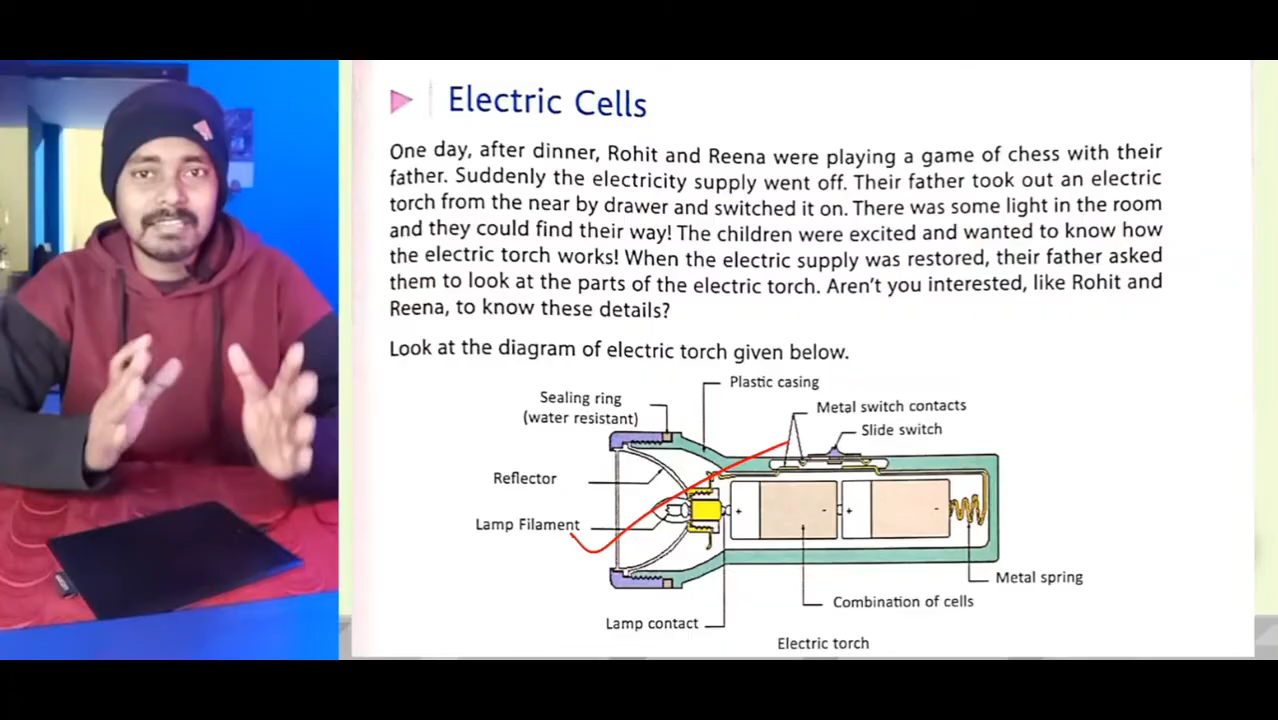 Electric Cells
One day, after dinner, Rohit and Reena were playing a game of chess with their
father. Suddenly the electricity supply went off. Their father took out an electric
torch from the near by drawer and switched it on. There was some light in the room
and they could find their way! The children were excited and wanted to know how
the electric torch works! When the electric supply was restored, their father asked
them to look at the parts of the electric torch. Aren't you interested, like Rohit and
Reena, to know these details?
Look at the diagram of electric torch given below.
Plastic casing
Sealing ring
(water resistant)
Metal switch contacts
Slide switch
Reflector
Lamp Filament
+
-
+
-
Metal spring
Combination of cells
Lamp contact
Electric torch